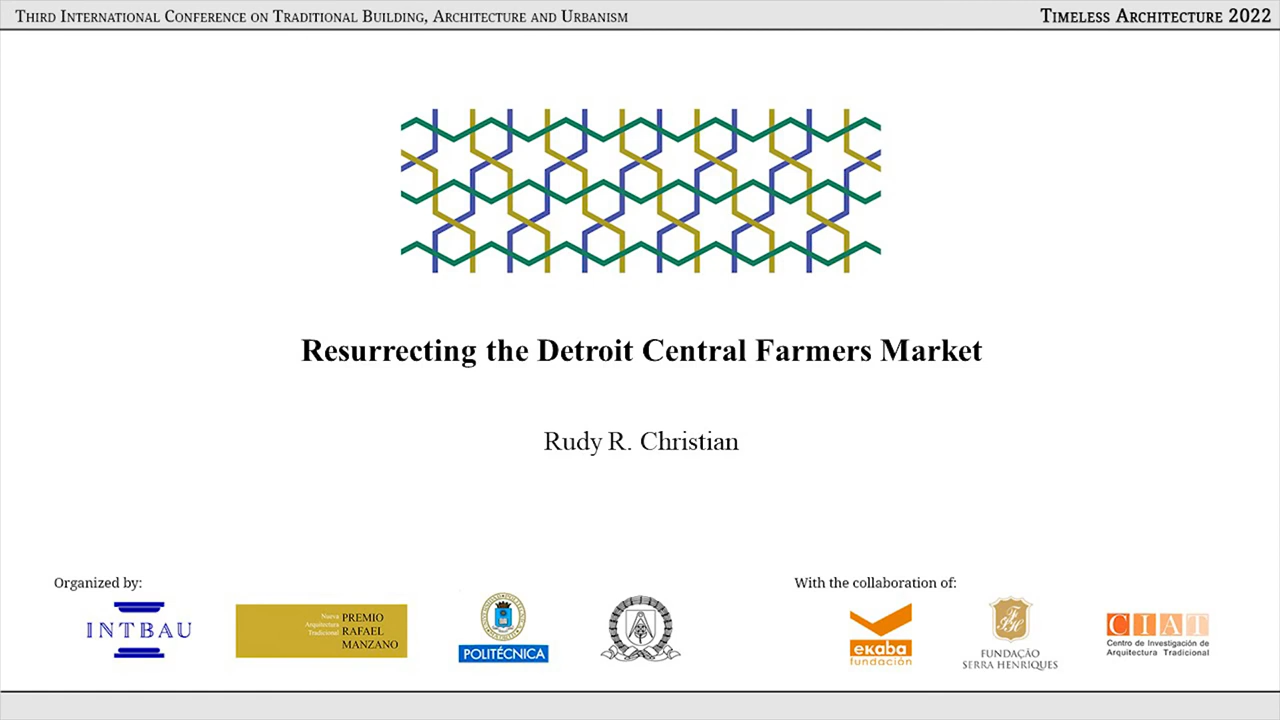 Third International Conference on Traditional Building, Architecture and Urbanism
Timeless Architecture 2022
Resurrecting the Detroit Central Farmers Market
Rudy R. Christian
Organized by:
With the collaboration of:
INTBAU
Nueva
Arquitectura
Tradicional
PREMIO
RAFAEL
MANZANO
POLITÉCNICA
ekaba
fundación
FUNDAÇÃO
SERRA HENRIQUES
CIAT
Centro de Investigación de
Arquitectura Tradicional